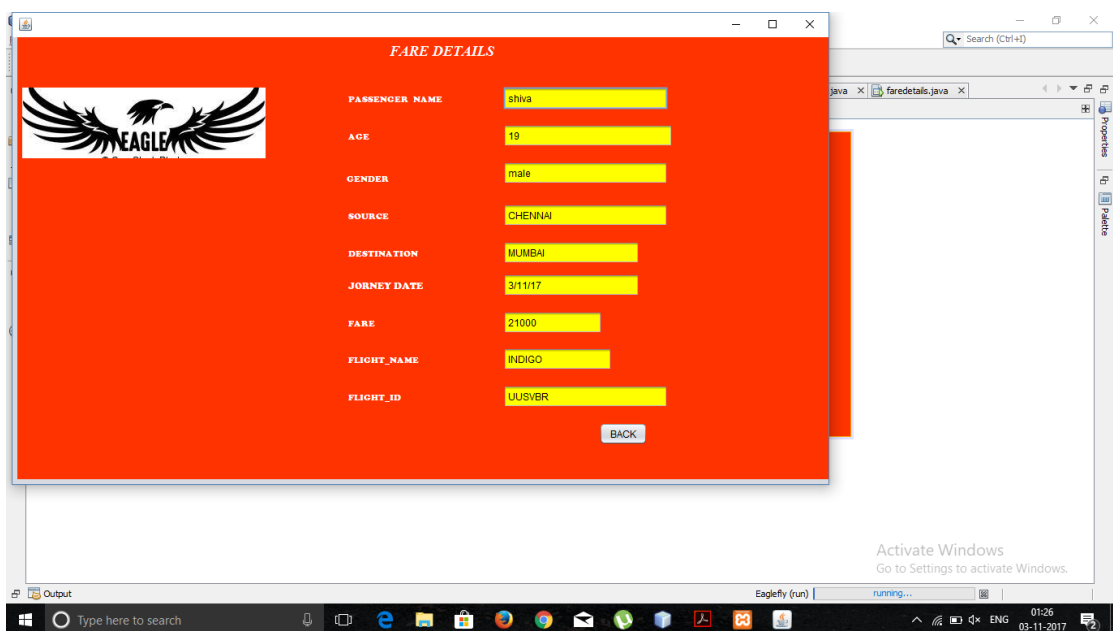 Search (Ctrl+I)
FARE DETAILS
EAGLE
PASSENGER NAME shiva
AGE 19
GENDER male
SOURCE CHENNAI
DESTINATION MUMBAI
JORNEY DATE 3/11/17
FARE 21000
FLIGHT_NAME INDIGO
FLIGHT_ID UUSVBR
BACK
java faredetails.java
Properties
Palette
Activate Windows
Go to Settings to activate Windows.
Output Eaglefly (run) running...
Type here to search ENG 01:26
03-11-2017 2